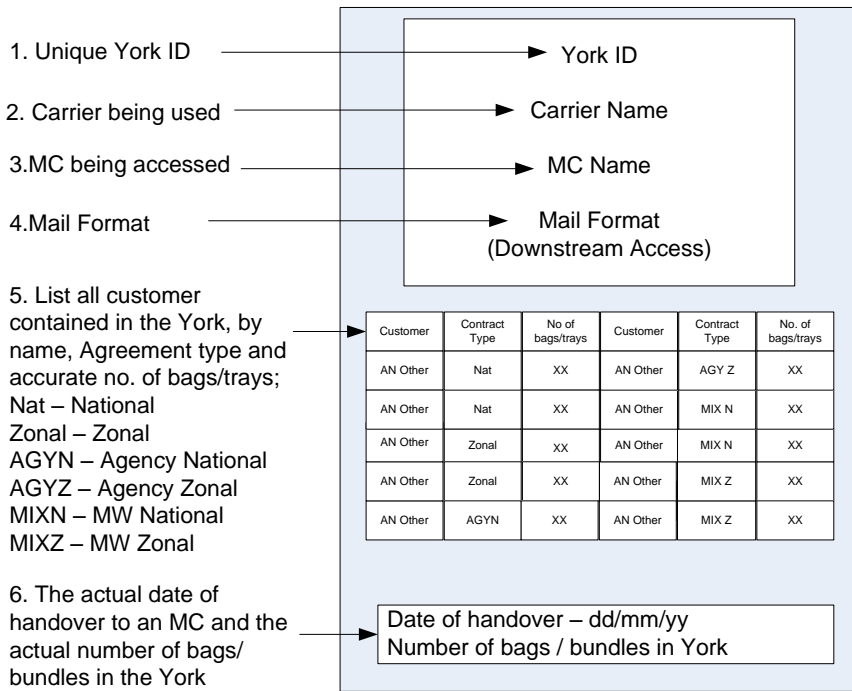 1. Unique York ID
York ID
2. Carrier being used
Carrier Name
3.MC being accessed
MC Name
4.Mail Format
Mail Format
(Downstream Access)
5. List all customer
contained in the York, by
name, Agreement type and
accurate no. of bags/trays;
Nat – National
Zonal – Zonal
AGYN – Agency National
AGYZ – Agency Zonal
MIXN – MW National
MIXZ – MW Zonal
Customer Contract Type No of bags/trays Customer Contract Type No. of bags/trays
AN Other Nat XX AN Other AGY Z XX
AN Other Nat XX AN Other MIX N XX
AN Other Zonal XX AN Other MIX N XX
AN Other Zonal XX AN Other MIX Z XX
AN Other AGYN XX AN Other MIX Z XX
6. The actual date of
handover to an MC and the
actual number of bags/
bundles in the York
Date of handover – dd/mm/yy
Number of bags / bundles in York